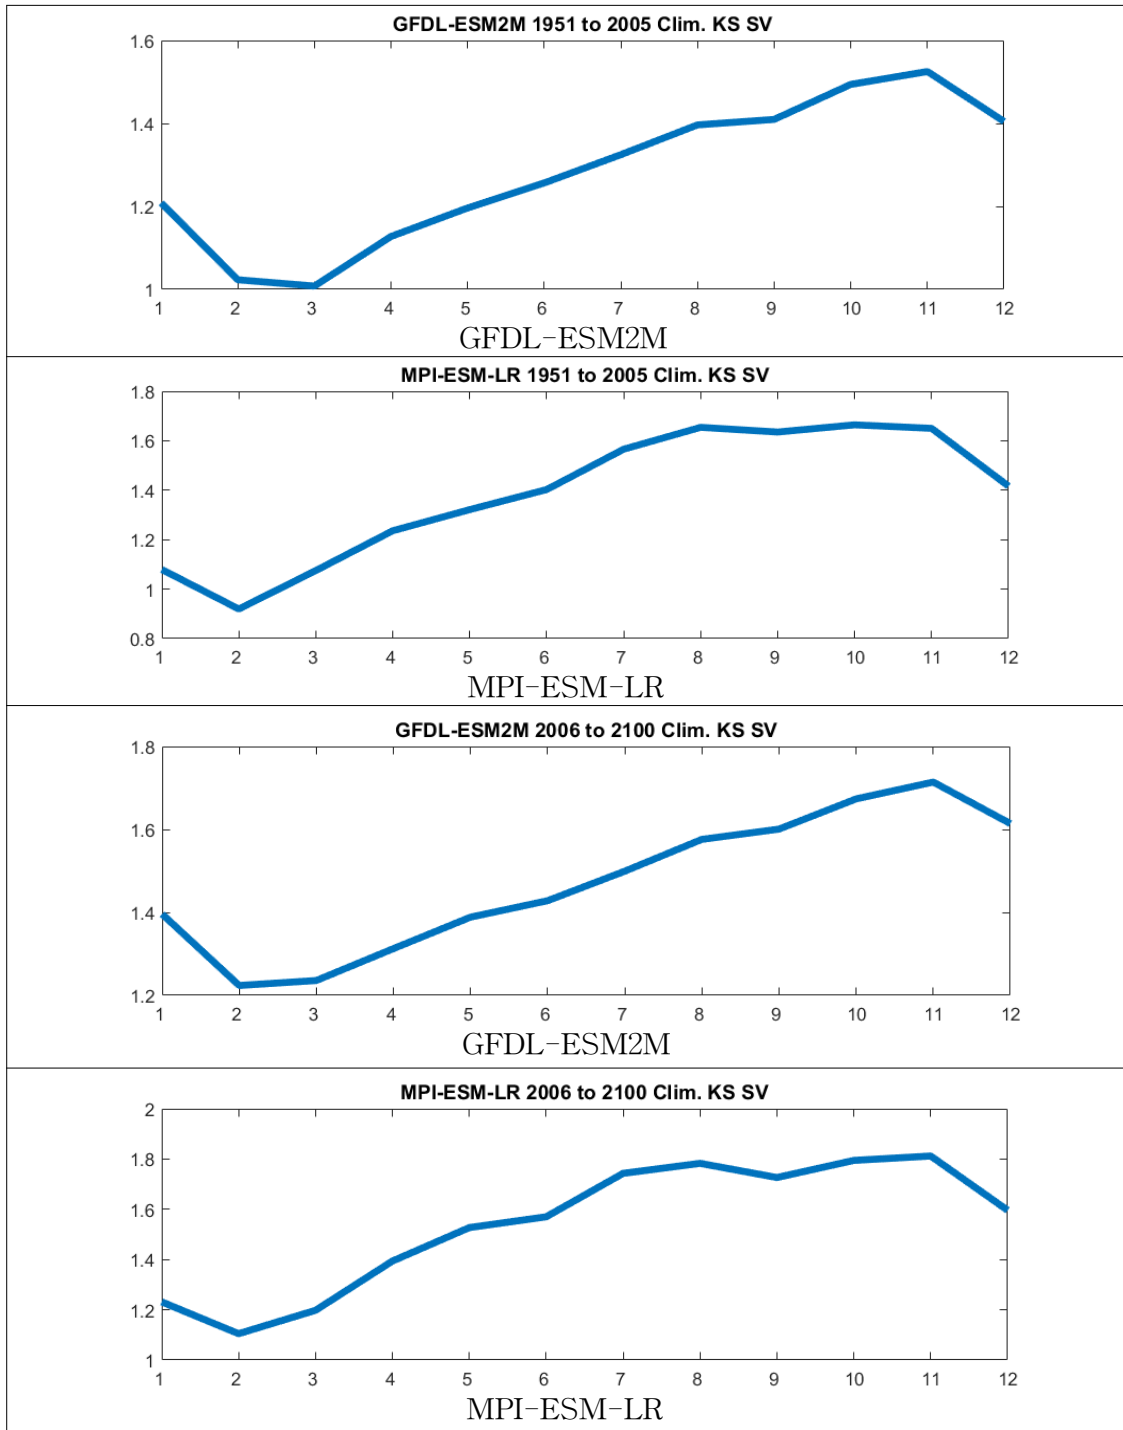 GFDL-ESM2M 1951 to 2005 Clim. KS SV
1.6
1.4
1.2
1
1 2 3 4 5 6 7 8 9 10 11 12
GFDL-ESM2M
MPI-ESM-LR 1951 to 2005 Clim. KS SV
1.8
1.6
1.4
1.2
1
0.8
1 2 3 4 5 6 7 8 9 10 11 12
MPI-ESM-LR
GFDL-ESM2M 2006 to 2100 Clim. KS SV
1.8
1.6
1.4
1.2
1 2 3 4 5 6 7 8 9 10 11 12
GFDL-ESM2M
MPI-ESM-LR 2006 to 2100 Clim. KS SV
2
1.8
1.6
1.4
1.2
1
1 2 3 4 5 6 7 8 9 10 11 12
MPI-ESM-LR